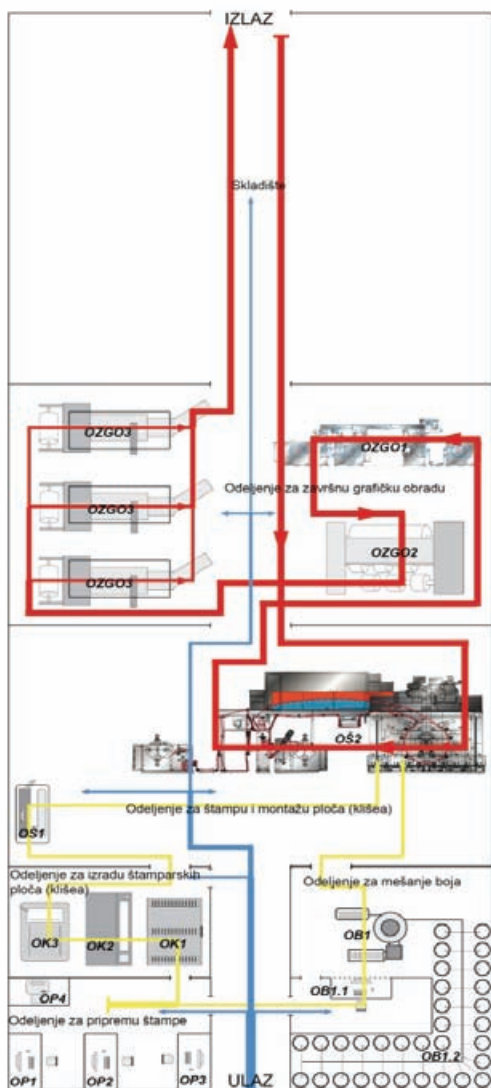 IZLAZ
Skladište
OZGO3
OZGO1
Odeljenje za završnu grafičku obradu
OZGO3
OZGO2
OZGO3
OŠ2
Odeljenje za štampu i montažu ploča (klišea)
OŠ1
Odeljenje za izradu štamparskih
ploča (klišea)
Odeljenje za mešanje boja
OK3
OK2
OK1
OB1
OP4
OB1.1
Odeljenje za pripremu štampe
OB1.2
OP1
OP2
OP3
ULAZ